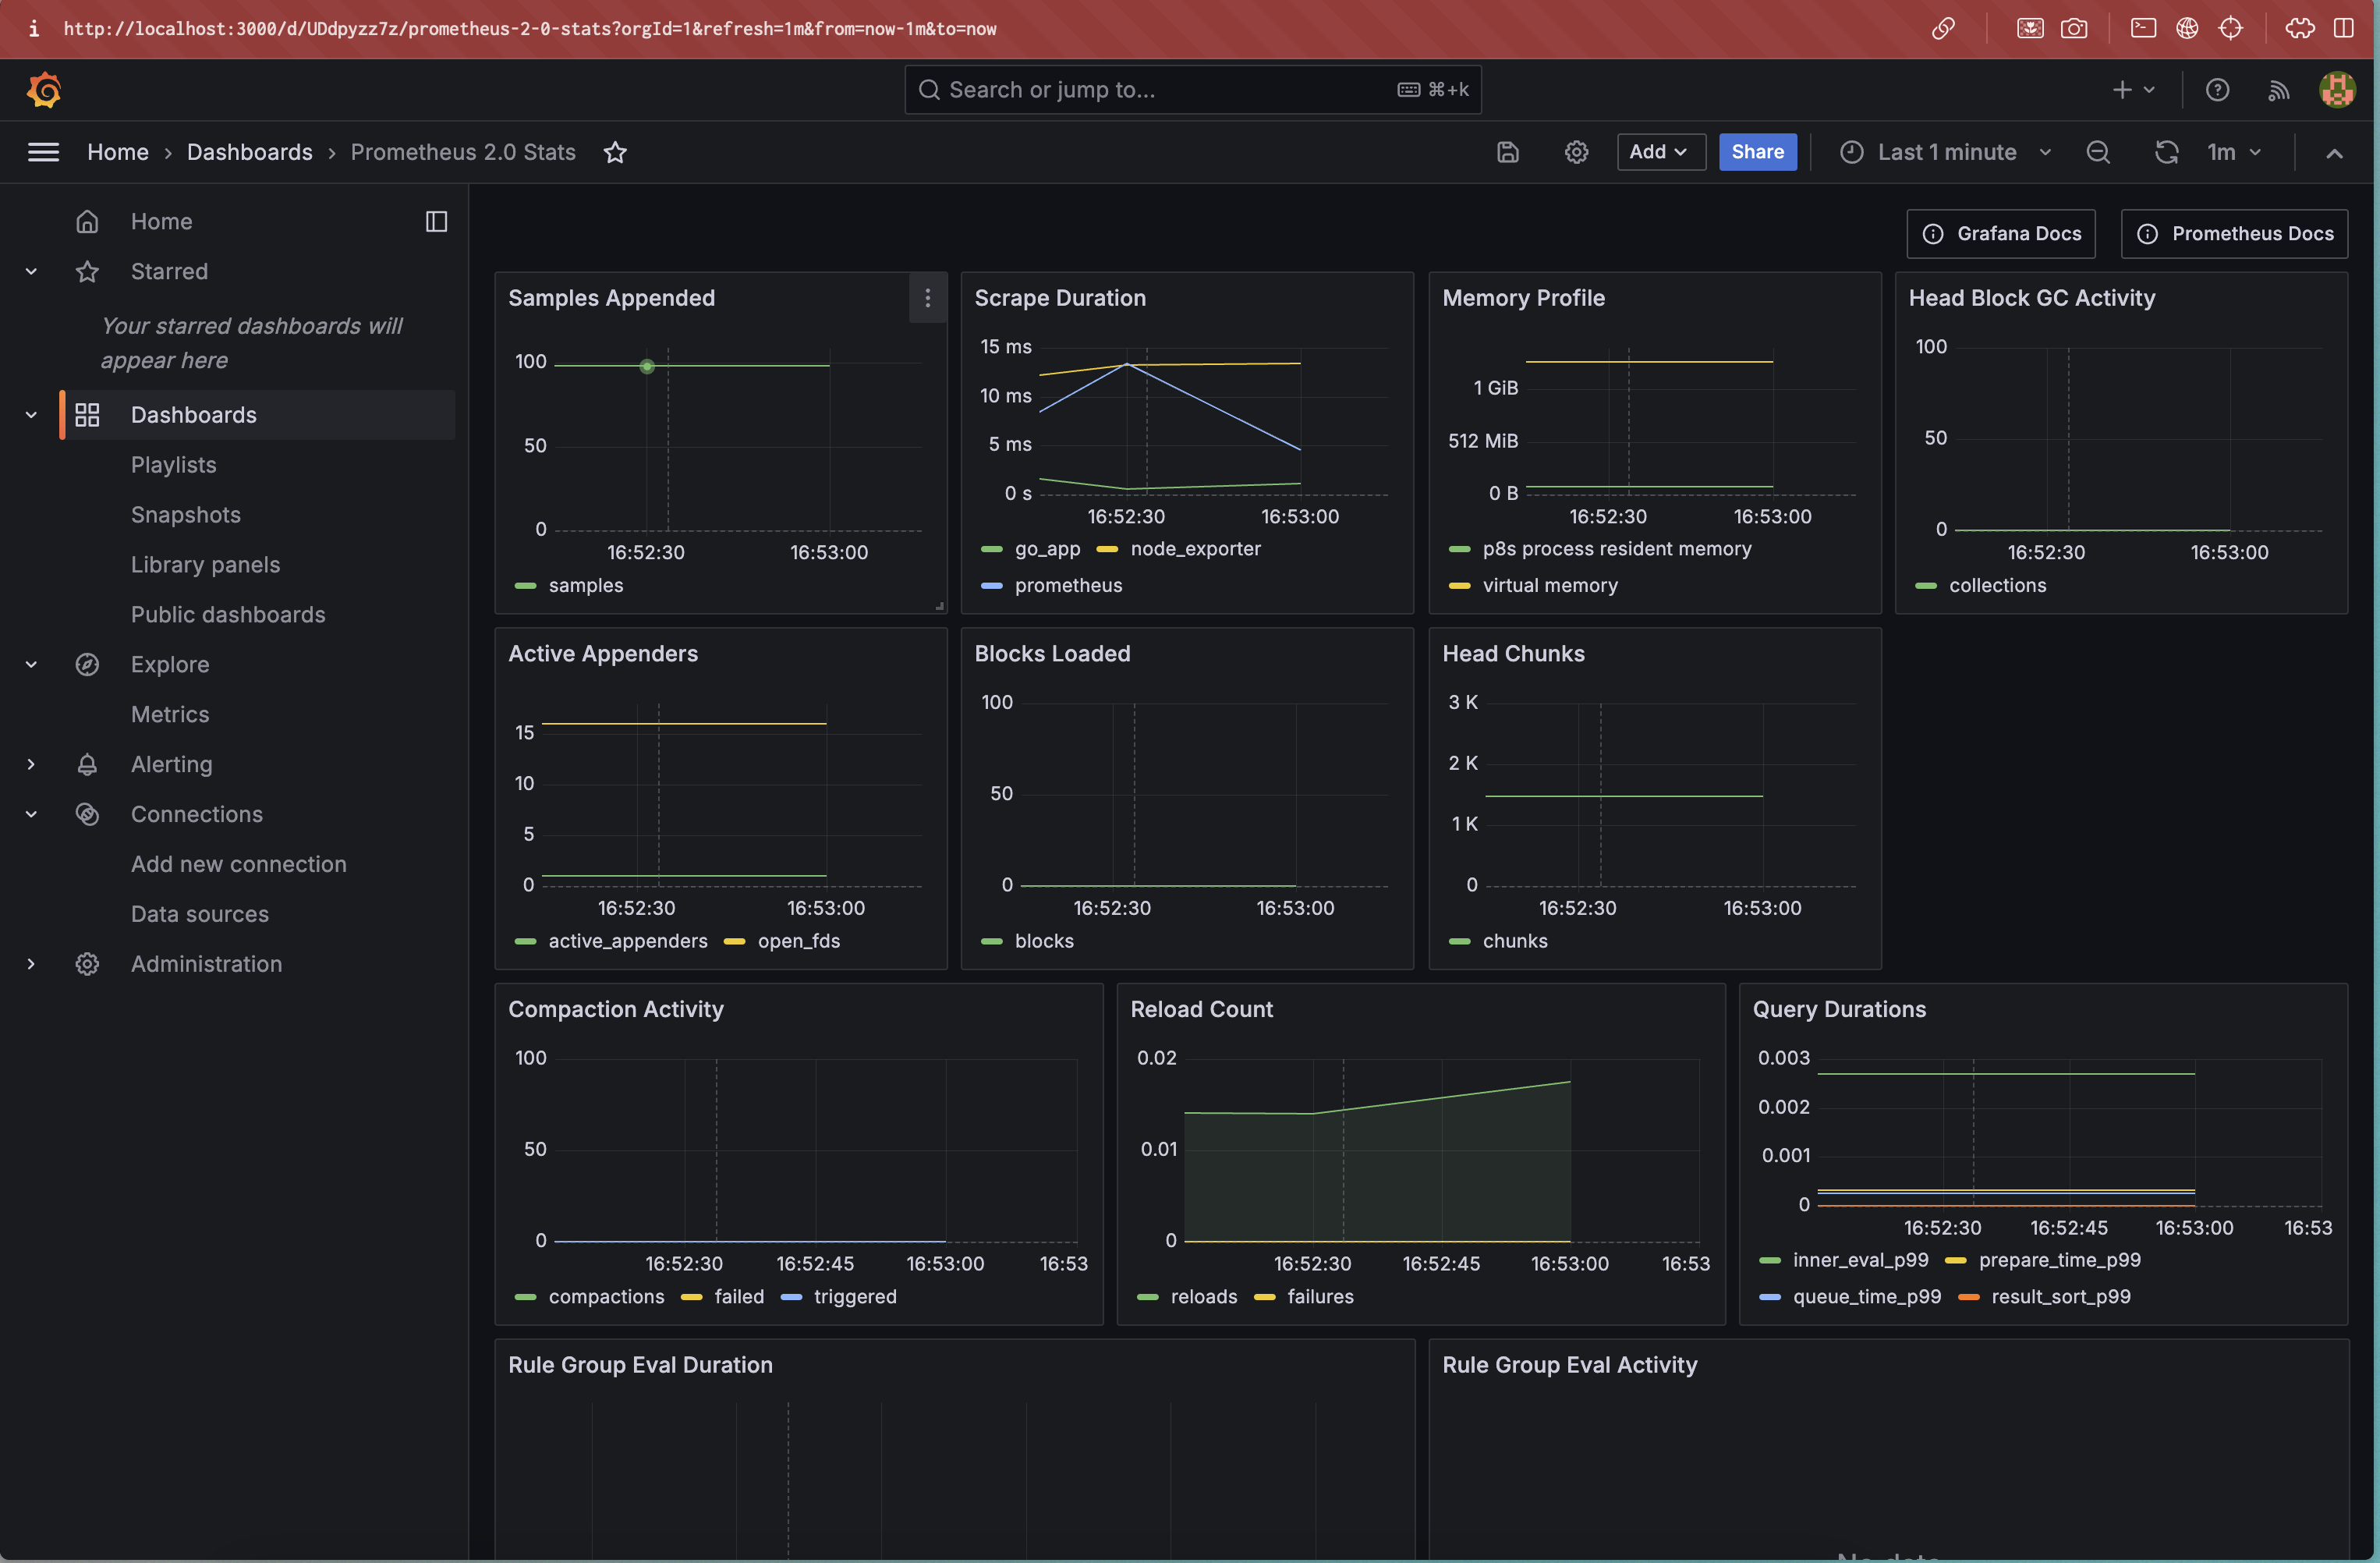 http://localhost:3000/d/UDdpyzz7z/prometheus-2-0-stats?orgId=1&refresh=1m&from=now-1m&to=now
Search or jump to... ⌘+k
Home › Dashboards › Prometheus 2.0 Stats
Add Share Last 1 minute 1m
Home
Starred
Your starred dashboards will
appear here
Dashboards
Playlists
Snapshots
Library panels
Public dashboards
Explore
Metrics
Alerting
Connections
Add new connection
Data sources
Administration
Grafana Docs Prometheus Docs
Samples Appended
100
50
0
16:52:30 16:53:00
samples
Scrape Duration
15 ms
10 ms
5 ms
0 s
16:52:30 16:53:00
go_app node_exporter
prometheus
Memory Profile
1 GiB
512 MiB
0 B
16:52:30 16:53:00
p8s process resident memory
virtual memory
Head Block GC Activity
100
50
0
16:52:30 16:53:00
collections
Active Appenders
15
10
5
0
16:52:30 16:53:00
active_appenders open_fds
Blocks Loaded
100
50
0
16:52:30 16:53:00
blocks
Head Chunks
3 K
2 K
1 K
0
16:52:30 16:53:00
chunks
Compaction Activity
100
50
0
16:52:30 16:52:45 16:53:00 16:53
compactions failed triggered
Reload Count
0.02
0.01
0
16:52:30 16:52:45 16:53:00 16:53
reloads failures
Query Durations
0.003
0.002
0.001
0
16:52:30 16:52:45 16:53:00 16:53
inner_eval_p99 prepare_time_p99
queue_time_p99 result_sort_p99
Rule Group Eval Duration
Rule Group Eval Activity